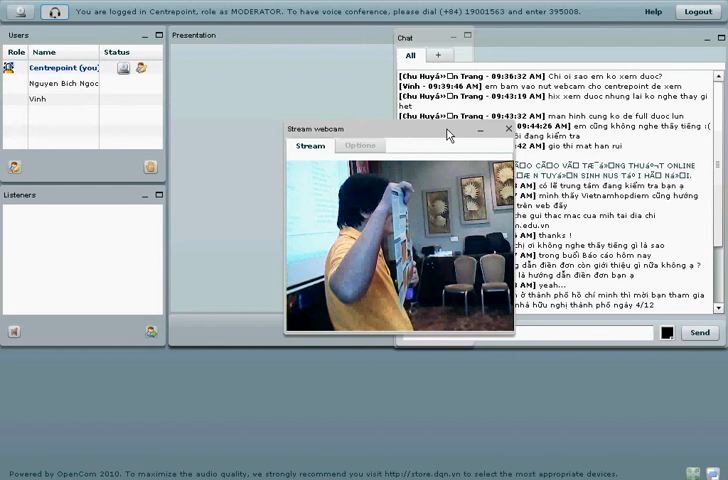 You are logged in Centrepoint, role as MODERATOR. To have voice conference, please dial (+84) 19001563 and enter 395008.
Help
Logout
Users
Role Name Status
Centrepoint (you)
Nguyen Bich Ngoc
Vinh
Listeners
Presentation
Stream webcam
Stream
Options
Chat
All
+
[Chu Huyá»›n Trang - 09:36:32 AM] Chi oi sao em ko xem duoc?
[Vinh - 09:39:46 AM] em bam vao nut webcam cho centrepoint de xem
[Chu Huyá»›n Trang - 09:43:19 AM] hix xem duoc nhung lai ko nghe thay gi
het
Trang - 09:43:32 AM] man hinh cung ko de full duoc lun
09:44:26 AM] em cũng không nghe thấy tiếng :(
ôi đang kiểm tra
:42 AM] gio thi mat han rui
AM] có lẽ trung tâm đang kiểm tra bạn ạ
AM] mình thấy Vietnamhopdiem cũng hướng
trên web đấy
he gui thac mac cua mih tai dia chi
n.edu.vn
AM] thanks !
ị ơi không nghe thấy tiếng gì là sao
trong buổi Báo cáo hôm nay
dẫn điền đơn còn giới thiệu gì nữa không ạ ?
là hướng dẫn điền đơn bạn ạ
AM] yeah...
ở thành phố hồ chí minh thì mời bạn tham gia
hà hữu nghị thành phố ngày 4/12
Send
Powered by OpenCom 2010. To maximize the audio quality, we strongly recommend you visit http://store.dqn.vn to select the most appropriate devices.